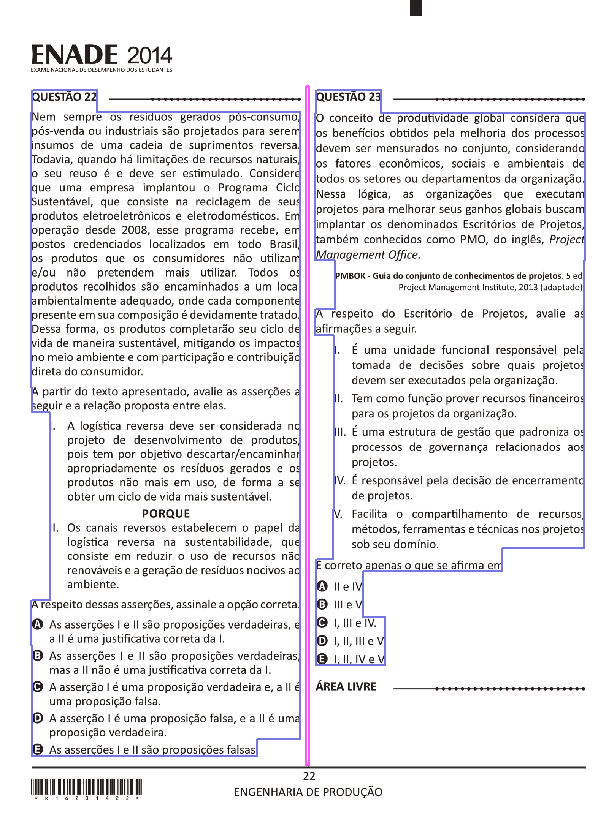 ENADE 2014
EXAME NACIONAL DE DESEMPENHO DOS ESTUDANTES
QUESTÃO 22
Nem sempre os resíduos gerados pós-consumo,
pós-venda ou industriais são projetados para serem
insumos de uma cadeia de suprimentos reversa.
Todavia, quando há limitações de recursos naturais,
o seu reuso é e deve ser estimulado. Considere
que uma empresa implantou o Programa Ciclo
Sustentável, que consiste na reciclagem de seus
produtos eletroeletrônicos e eletrodomésticos. Em
operação desde 2008, esse programa recebe, em
postos credenciados localizados em todo Brasil,
os produtos que os consumidores não utilizam
e/ou não pretendem mais utilizar. Todos os
produtos recolhidos são encaminhados a um local
ambientalmente adequado, onde cada componente
presente em sua composição é devidamente tratado.
Dessa forma, os produtos completarão seu ciclo de
vida de maneira sustentável, mitigando os impactos
no meio ambiente e com participação e contribuição
direta do consumidor.
A partir do texto apresentado, avalie as asserções a
seguir e a relação proposta entre elas.
I. A logística reversa deve ser considerada no
projeto de desenvolvimento de produtos,
pois tem por objetivo descartar/encaminhar
apropriadamente os resíduos gerados e os
produtos não mais em uso, de forma a se
obter um ciclo de vida mais sustentável.
PORQUE
II. Os canais reversos estabelecem o papel da
logística reversa na sustentabilidade, que
consiste em reduzir o uso de recursos não
renováveis e a geração de resíduos nocivos ao
ambiente.
A respeito dessas asserções, assinale a opção correta.
A As asserções I e II são proposições verdadeiras, e
a II é uma justificativa correta da I.
B As asserções I e II são proposições verdadeiras,
mas a II não é uma justificativa correta da I.
C A asserção I é uma proposição verdadeira e, a II é
uma proposição falsa.
D A asserção I é uma proposição falsa, e a II é uma
proposição verdadeira.
E As asserções I e II são proposições falsas
QUESTÃO 23
O conceito de produtividade global considera que
os benefícios obtidos pela melhoria dos processos
devem ser mensurados no conjunto, considerando
os fatores econômicos, sociais e ambientais de
todos os setores ou departamentos da organização.
Nessa lógica, as organizações que executam
projetos para melhorar seus ganhos globais buscam
implantar os denominados Escritórios de Projetos,
também conhecidos como PMO, do inglês, Project
Management Office.
PMBOK - Guia do conjunto de conhecimentos de projetos. 5 ed
Project Management Institute, 2013 (adaptado)
A respeito do Escritório de Projetos, avalie as
afirmações a seguir.
I. É uma unidade funcional responsável pela
tomada de decisões sobre quais projetos
devem ser executados pela organização.
II. Tem como função prover recursos financeiros
para os projetos da organização.
III. É uma estrutura de gestão que padroniza os
processos de governança relacionados aos
projetos.
IV. É responsável pela decisão de encerramento
de projetos.
V. Facilita o compartilhamento de recursos,
métodos, ferramentas e técnicas nos projetos
sob seu domínio.
É correto apenas o que se afirma em
A II e IV
B III e V
C I, III e IV.
D I, II, III e V
E I, II, IV e V
ÁREA LIVRE
22
ENGENHARIA DE PRODUÇÃO